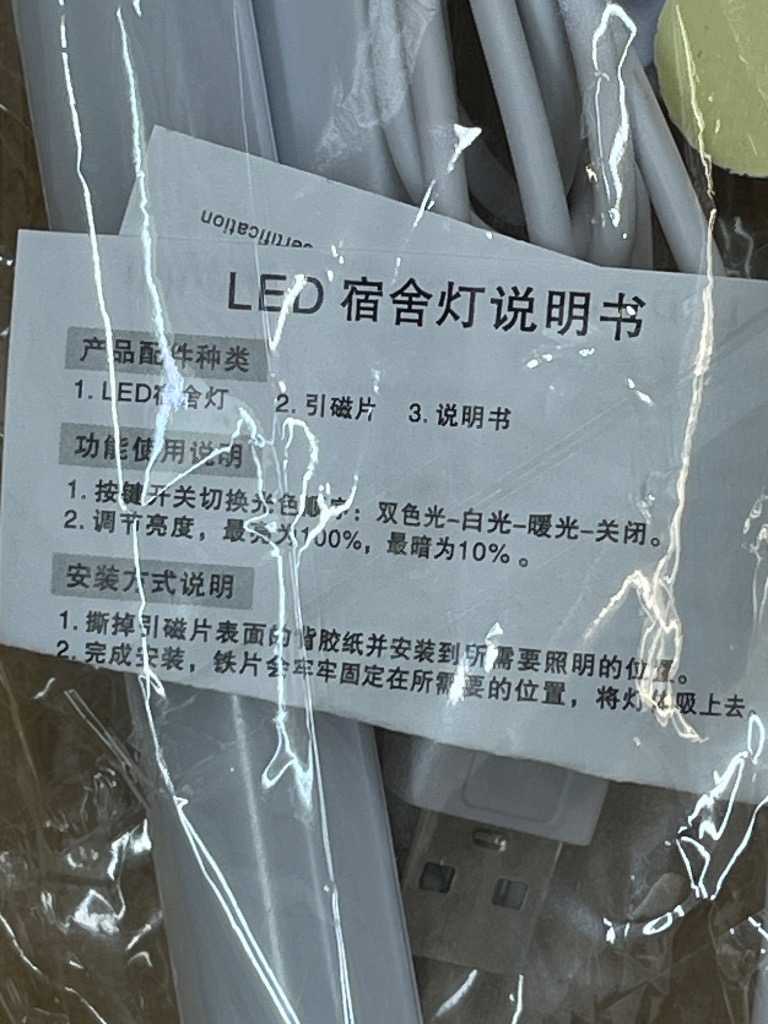 certification
LED 宿舍灯说明书
产品配件种类
1. LED宿舍灯 2. 引磁片 3. 说明书
功能使用说明
1. 按键开关切换光色顺序：双色光-白光-暖光-关闭。
2. 调节亮度，最亮为100%，最暗为10%。
安装方式说明
1. 撕掉引磁片表面的背胶纸并安装到所需要照明的位置。
2. 完成安装，铁片会牢牢固定在所需要的位置，将灯体吸上去。